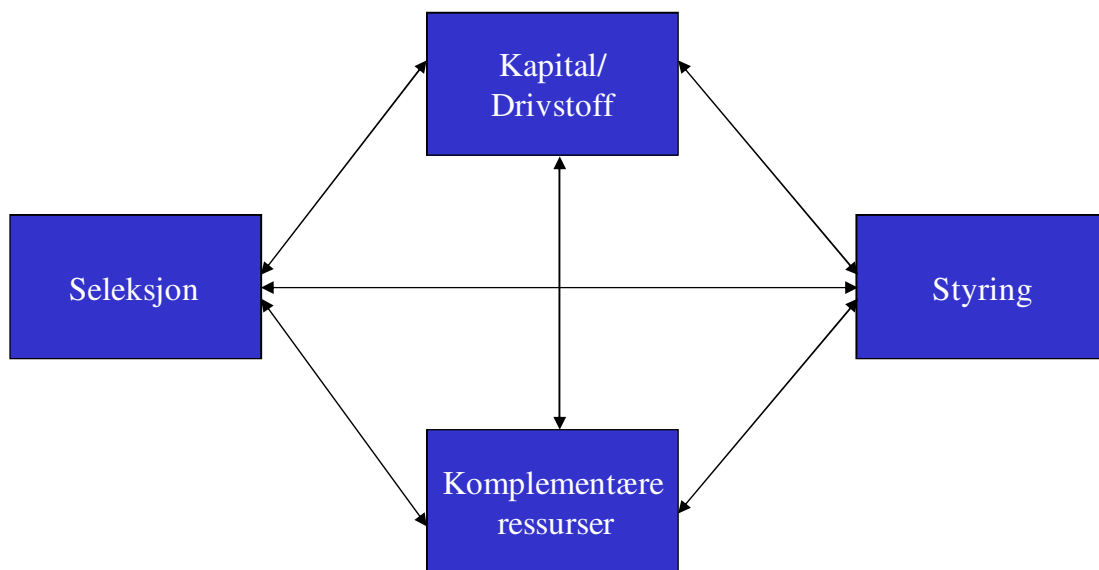 Kapital/
Drivstoff
Seleksjon
Styring
Komplementære
ressurser